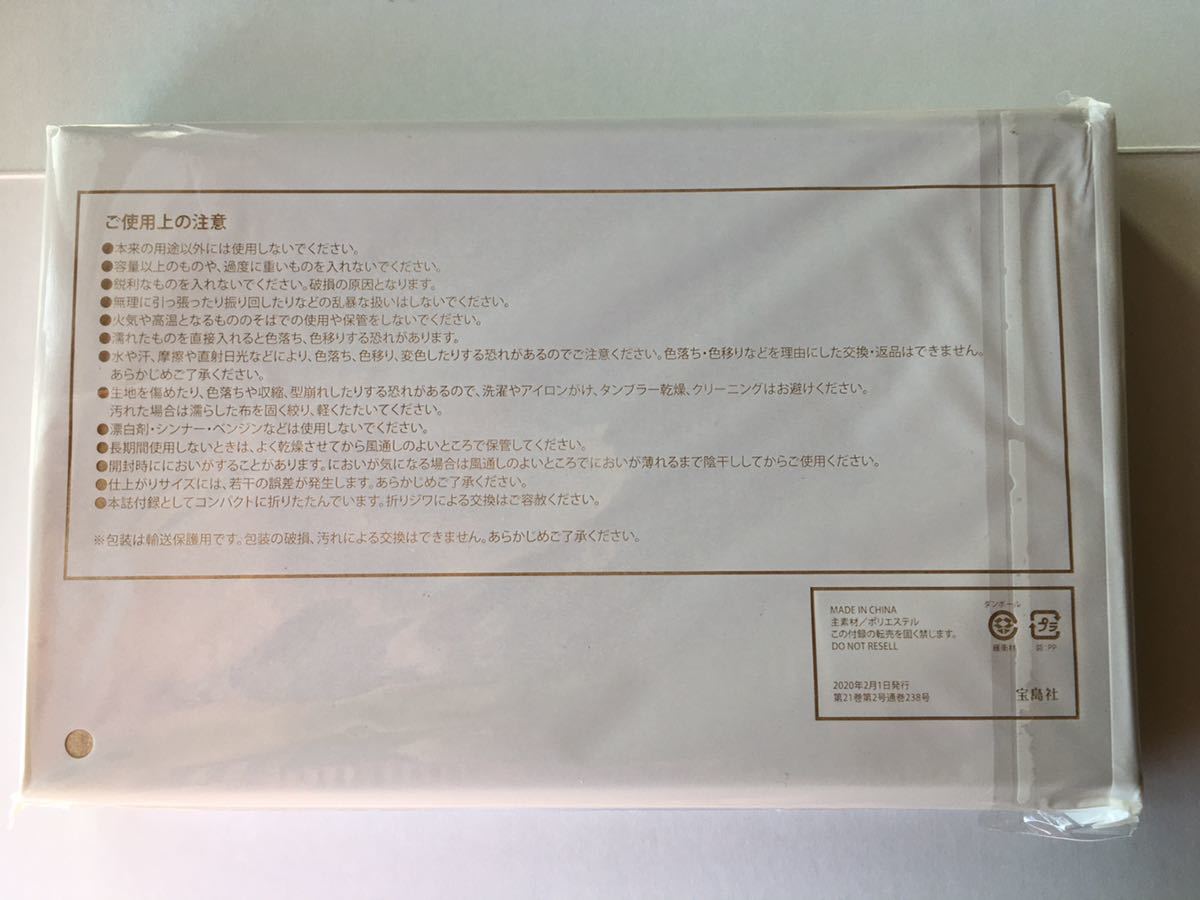 ご使用上の注意
●本来の用途以外には使用しないでください。
●容量以上のものや、過度に重いものを入れないでください。
●鋭利なものを入れないでください。破損の原因となります。
●無理に引っ張ったり振り回したりなどの乱暴な扱いはしないでください。
●火気や高温となるもののそばでの使用や保管をしないでください。
●濡れたものを直接入れると色落ち、色移りする恐れがあります。
●水や汗、摩擦や直射日光などにより、色落ち、色移り、変色したりする恐れがあるのでご注意ください。色落ち・色移りなどを理由にした交換・返品はできません。
あらかじめご了承ください。
●生地を傷めたり、色落ちや収縮、型崩れしたりする恐れがあるので、洗濯やアイロンがけ、タンブラー乾燥、クリーニングはお避けください。
汚れた場合は濡らした布を固く絞り、軽くたたいてください。
●漂白剤・シンナー・ベンジンなどは使用しないでください。
●長期間使用しないときは、よく乾燥させてから風通しのよいところで保管してください。
●開封時ににおいがすることがあります。においが気になる場合は風通しのよいところでにおいが薄れるまで陰干ししてからご使用ください。
●仕上がりサイズには、若干の誤差が発生します。あらかじめご了承ください。
●本誌付録としてコンパクトに折りたたんでいます。折りジワによる交換はご容赦ください。
※包装は輸送保護用です。包装の破損、汚れによる交換はできません。あらかじめご了承ください。
MADE IN CHINA
主素材/ポリエステル
この付録の転売を固く禁じます。
DO NOT RESELL
ダンボール
緩衝材
プラ
袋:PP
2020年2月1日発行
第21巻第2号通巻238号
宝島社